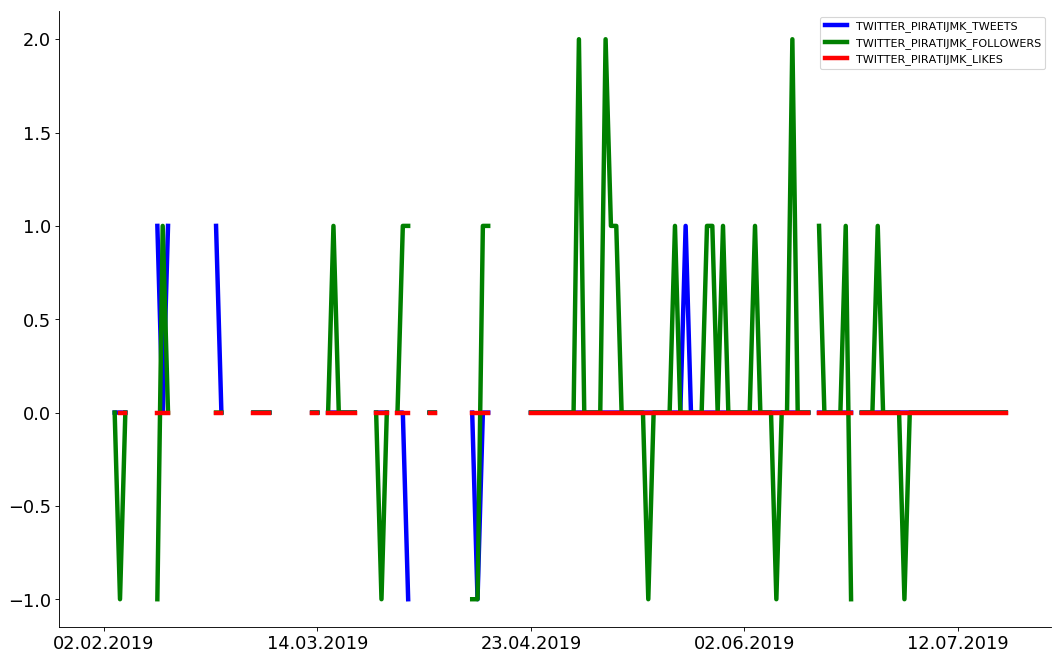 TWITTER_PIRATIJMK_TWEETS
TWITTER_PIRATIJMK_FOLLOWERS
TWITTER_PIRATIJMK_LIKES
2.0
1.5
1.0
0.5
0.0
−0.5
−1.0
02.02.2019 14.03.2019 23.04.2019 02.06.2019 12.07.2019